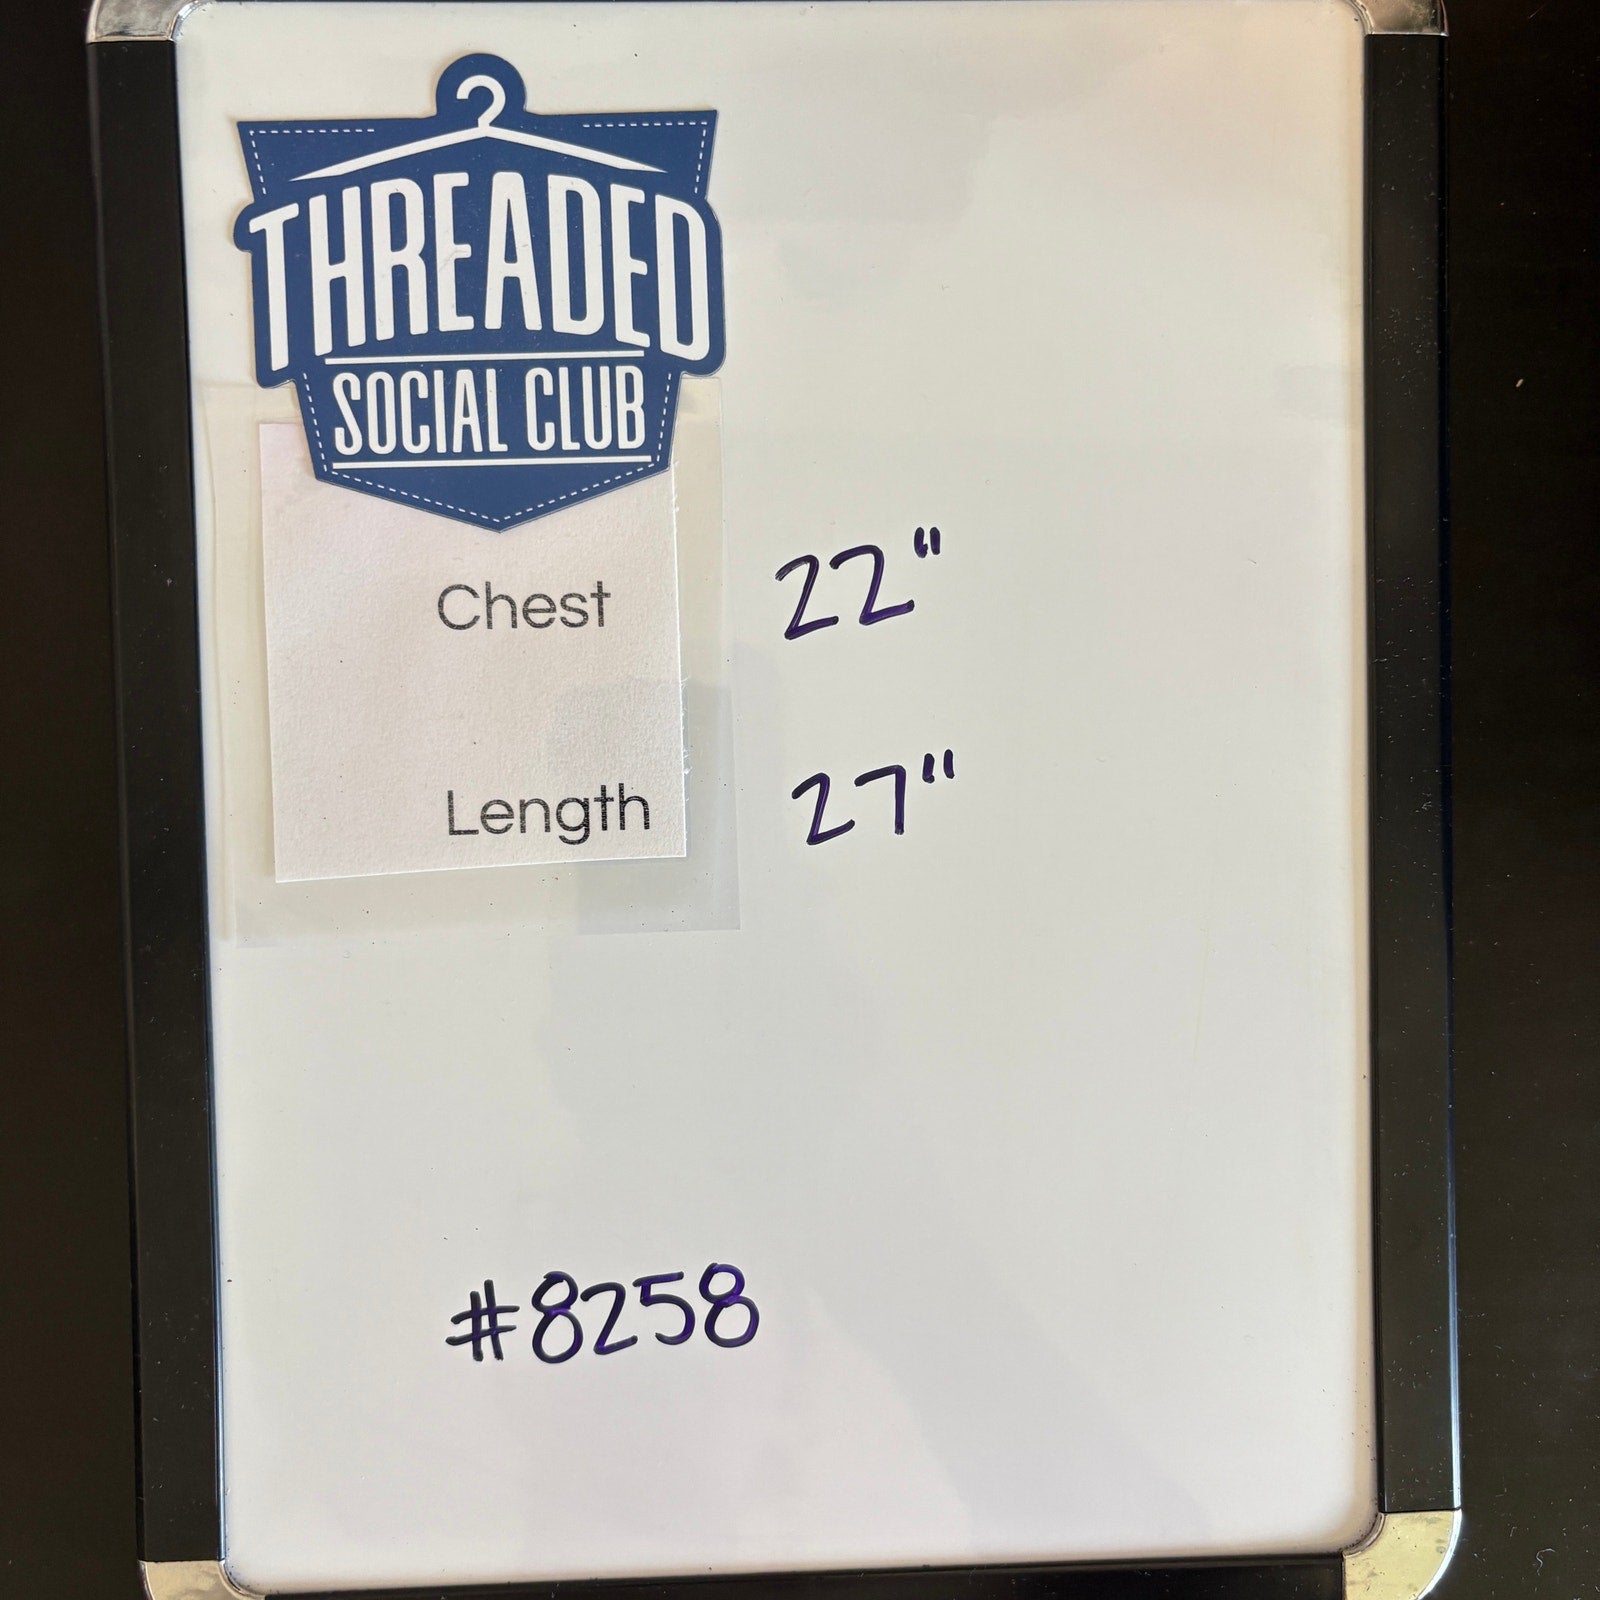 THREADED
SOCIAL CLUB
Chest 22"
Length 27"
#8258